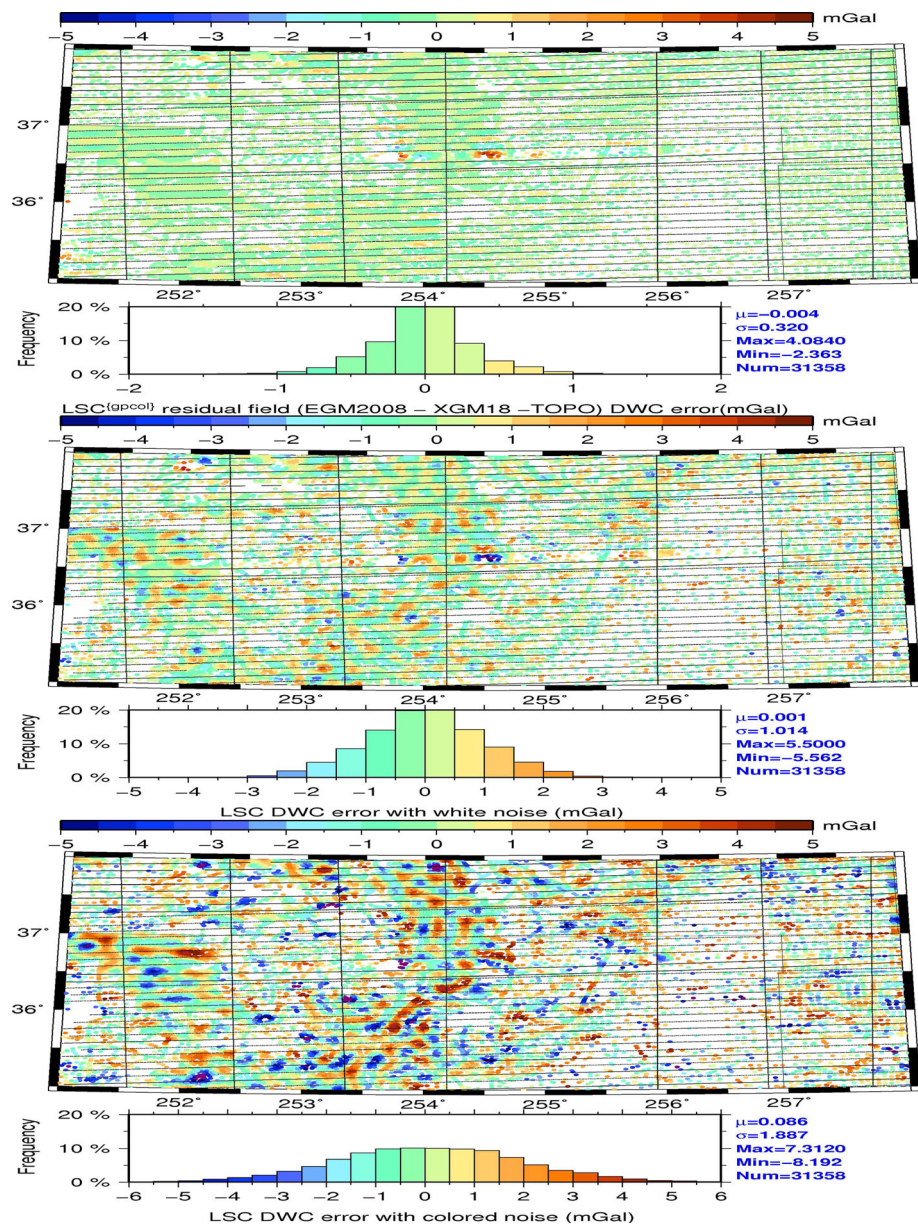 −5 −4 −3 −2 −1 0 1 2 3 4 5 mGal
37°
36°
252° 253° 254° 255° 256° 257°
20 %
10 %
0 %
Frequency
−2 −1 0 1 2
μ=−0.004
σ=0.320
Max=4.0840
Min=−2.363
Num=31358
LSC{gpcol} residual field (EGM2008 − XGM18 −TOPO) DWC error(mGal)
−5 −4 −3 −2 −1 0 1 2 3 4 5 mGal
37°
36°
252° 253° 254° 255° 256° 257°
20 %
10 %
0 %
Frequency
−5 −4 −3 −2 −1 0 1 2 3 4 5
μ=0.001
σ=1.014
Max=5.5000
Min=−5.562
Num=31358
LSC DWC error with white noise (mGal)
−5 −4 −3 −2 −1 0 1 2 3 4 5 mGal
37°
36°
252° 253° 254° 255° 256° 257°
20 %
10 %
0 %
Frequency
−6 −5 −4 −3 −2 −1 0 1 2 3 4 5 6
μ=0.086
σ=1.887
Max=7.3120
Min=−8.192
Num=31358
LSC DWC error with colored noise (mGal)